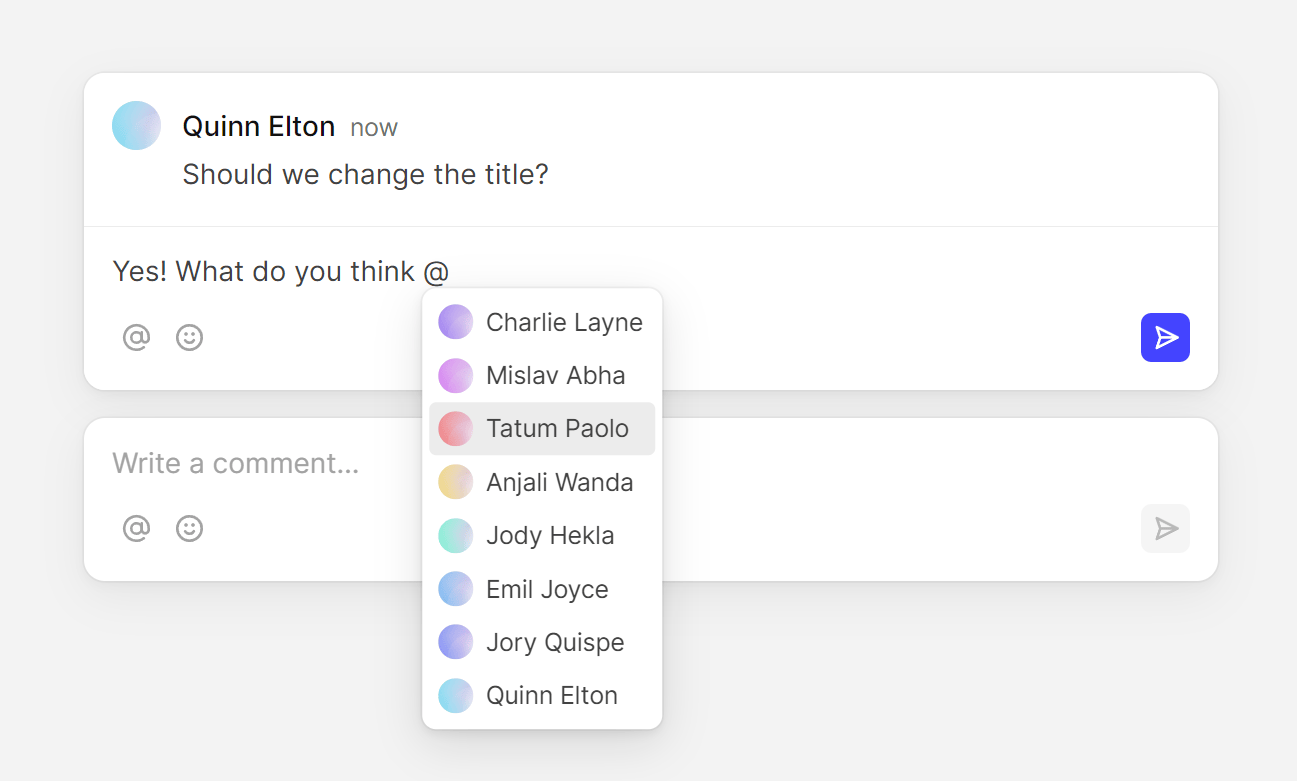 Quinn Elton now
Should we change the title?
Yes! What do you think @
Charlie Layne
Mislav Abha
Tatum Paolo
Anjali Wanda
Jody Hekla
Emil Joyce
Jory Quispe
Quinn Elton
Write a comment…